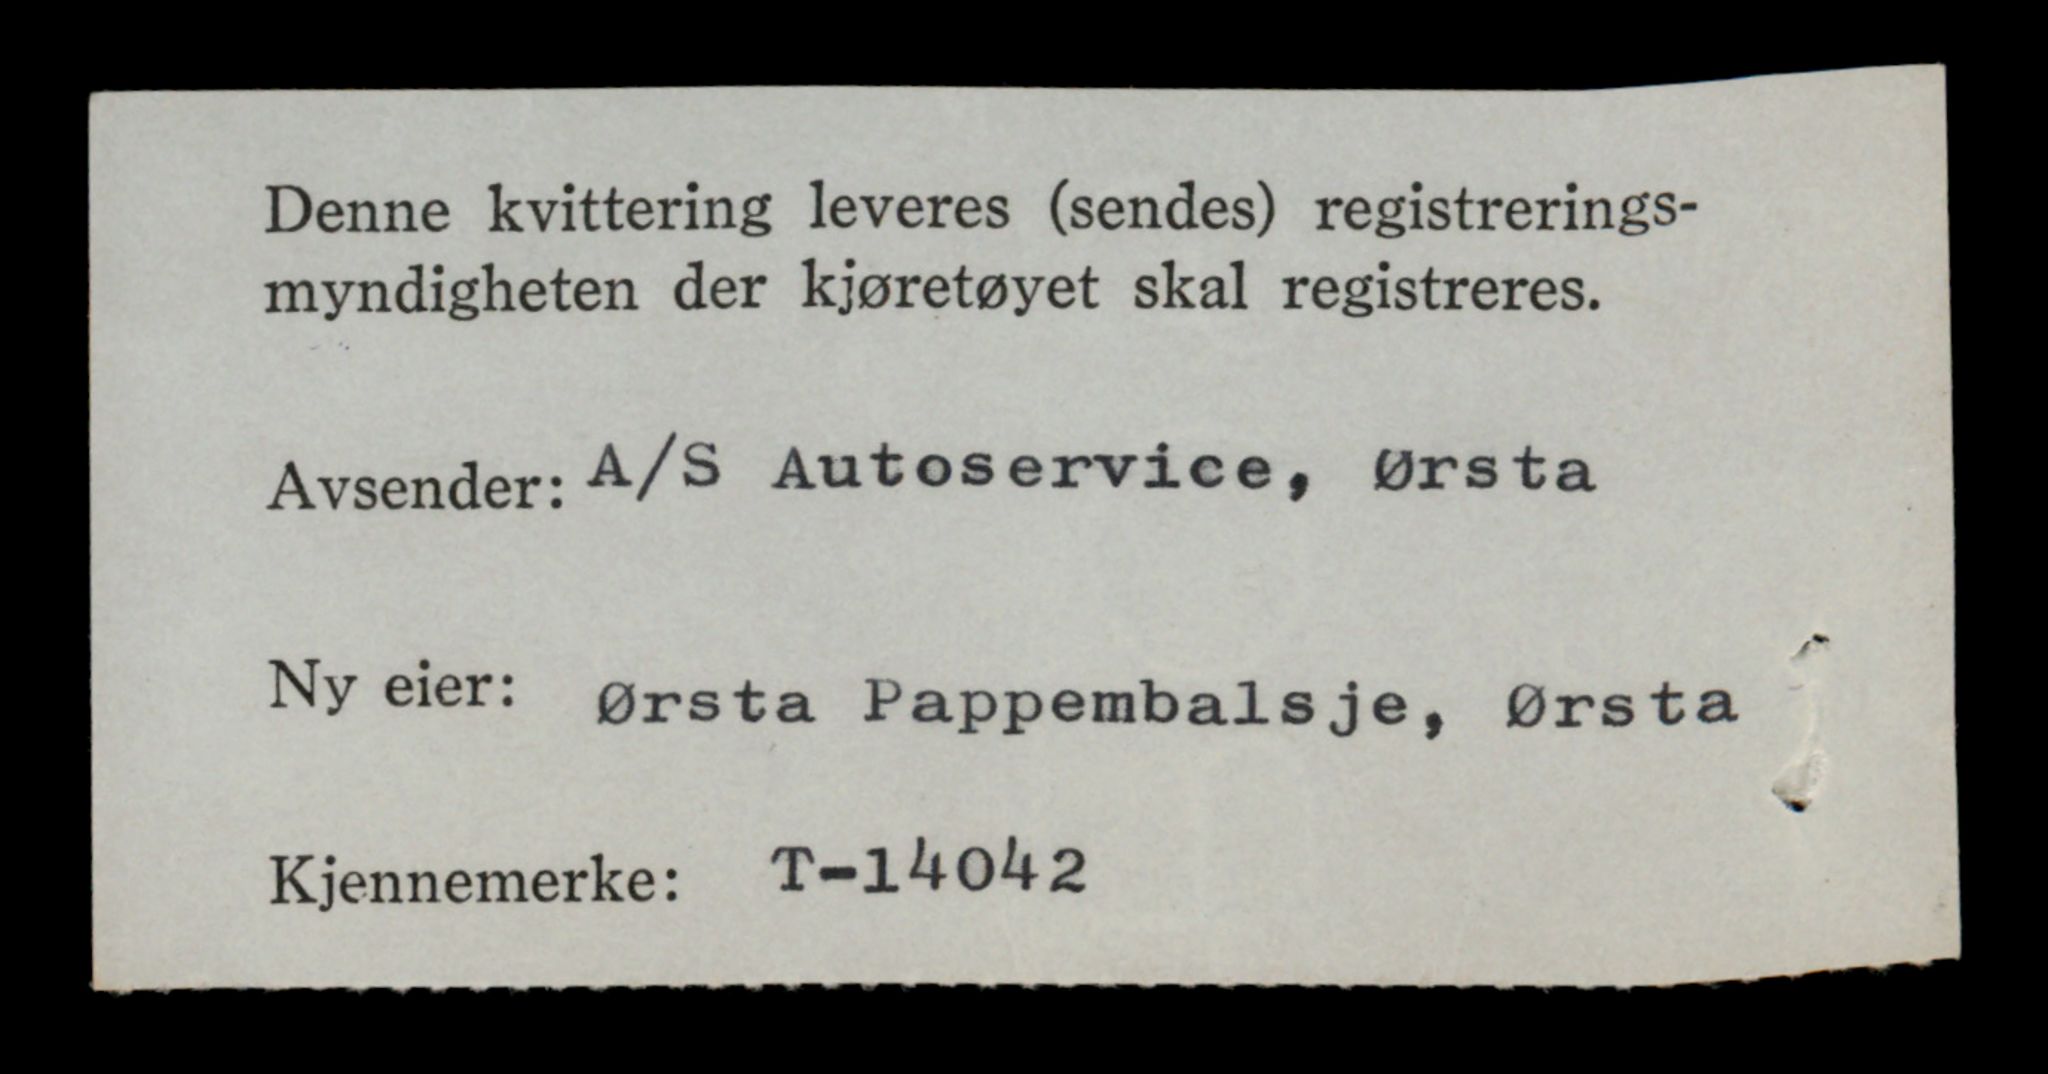 Denne kvittering leveres (sendes) registrerings-
myndigheten der kjøretøyet skal registreres.
Avsender: A/S Autoservice, Ørsta
Ny eier: Ørsta Pappembalsje, Ørsta
Kjennemerke: T-14042